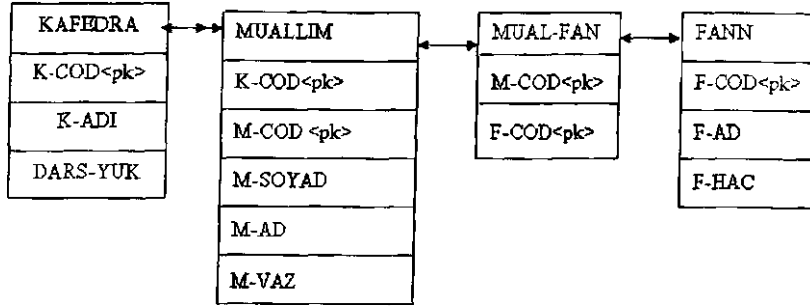 KAFEDRA
K-COD<pk>
K-ADI
DARS-YUK
MUALLIM
K-COD<pk>
M-COD <pk>
M-SOYAD
M-AD
M-VAZ
MUAL-FAN
M-COD<pk>
F-COD<pk>
FANN
F-COD<pk>
F-AD
F-HAC